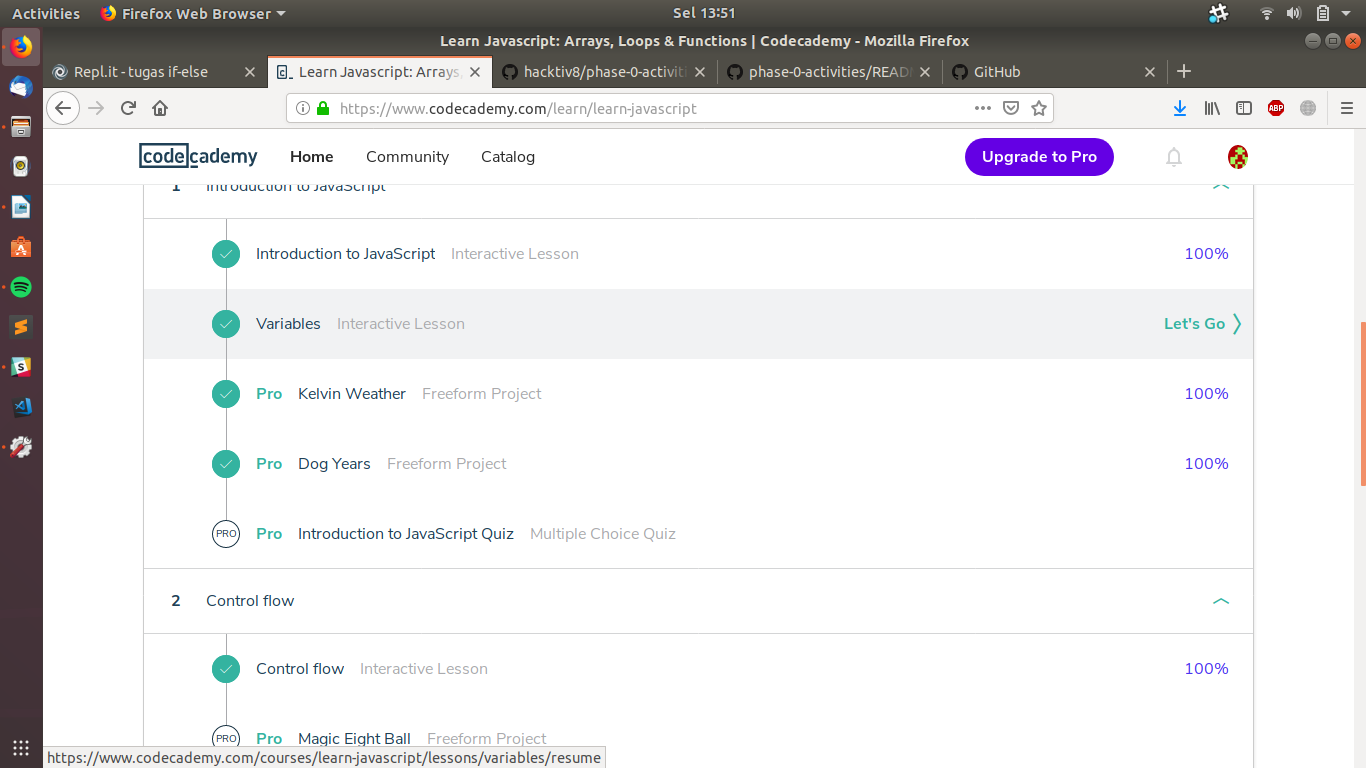 Activities Firefox Web Browser Sel 13:51
Learn Javascript: Arrays, Loops & Functions | Codecademy - Mozilla Firefox
Repl.it - tugas if-else Learn Javascript: Arrays, hacktiv8/phase-0-activiti phase-0-activities/READ GitHub
https://www.codecademy.com/learn/learn-javascript ABP
codecademy Home Community Catalog Upgrade to Pro
1 Introduction to JavaScript
Introduction to JavaScript Interactive Lesson 100%
Variables Interactive Lesson Let's Go
Pro Kelvin Weather Freeform Project 100%
Pro Dog Years Freeform Project 100%
PRO Pro Introduction to JavaScript Quiz Multiple Choice Quiz
2 Control flow
Control flow Interactive Lesson 100%
PRO Pro Magic Eight Ball Freeform Project
https://www.codecademy.com/courses/learn-javascript/lessons/variables/resume